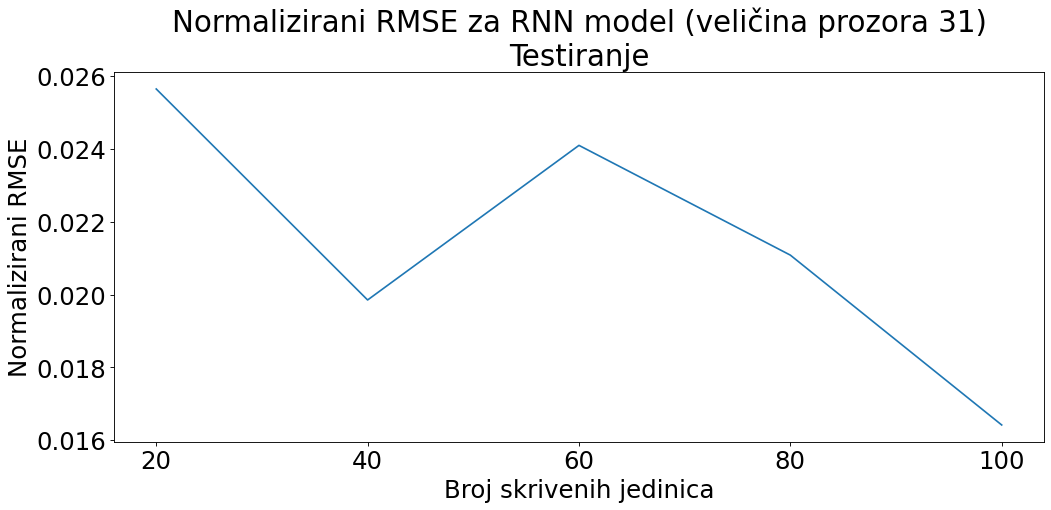 Normalizirani RMSE za RNN model (veličina prozora 31)
Testiranje
Normalizirani RMSE
0.026
0.024
0.022
0.020
0.018
0.016
20 40 60 80 100
Broj skrivenih jedinica